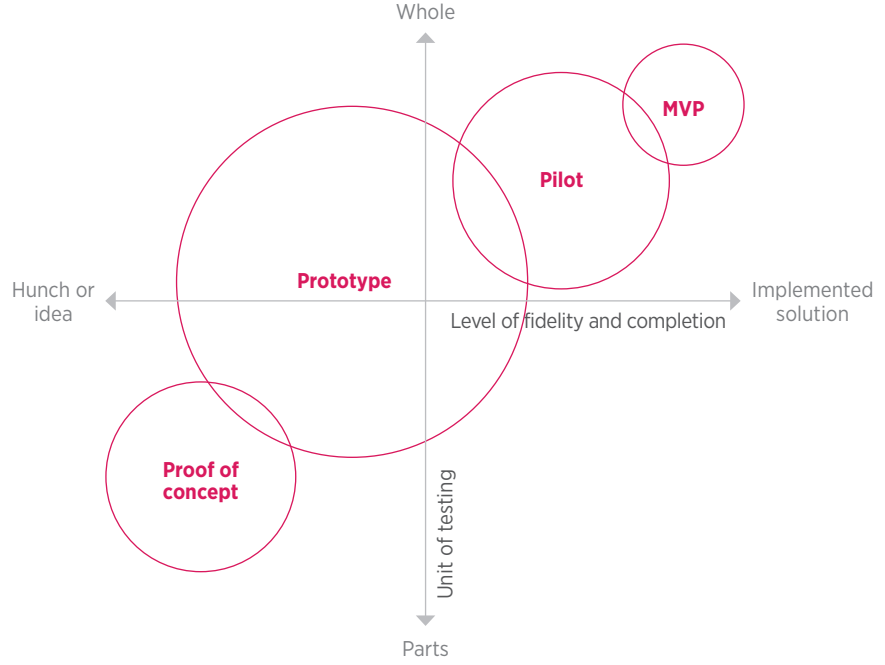 Whole
MVP
Pilot
Prototype
Hunch or
idea
Level of fidelity and completion
Implemented
solution
Proof of
concept
Unit of testing
Parts